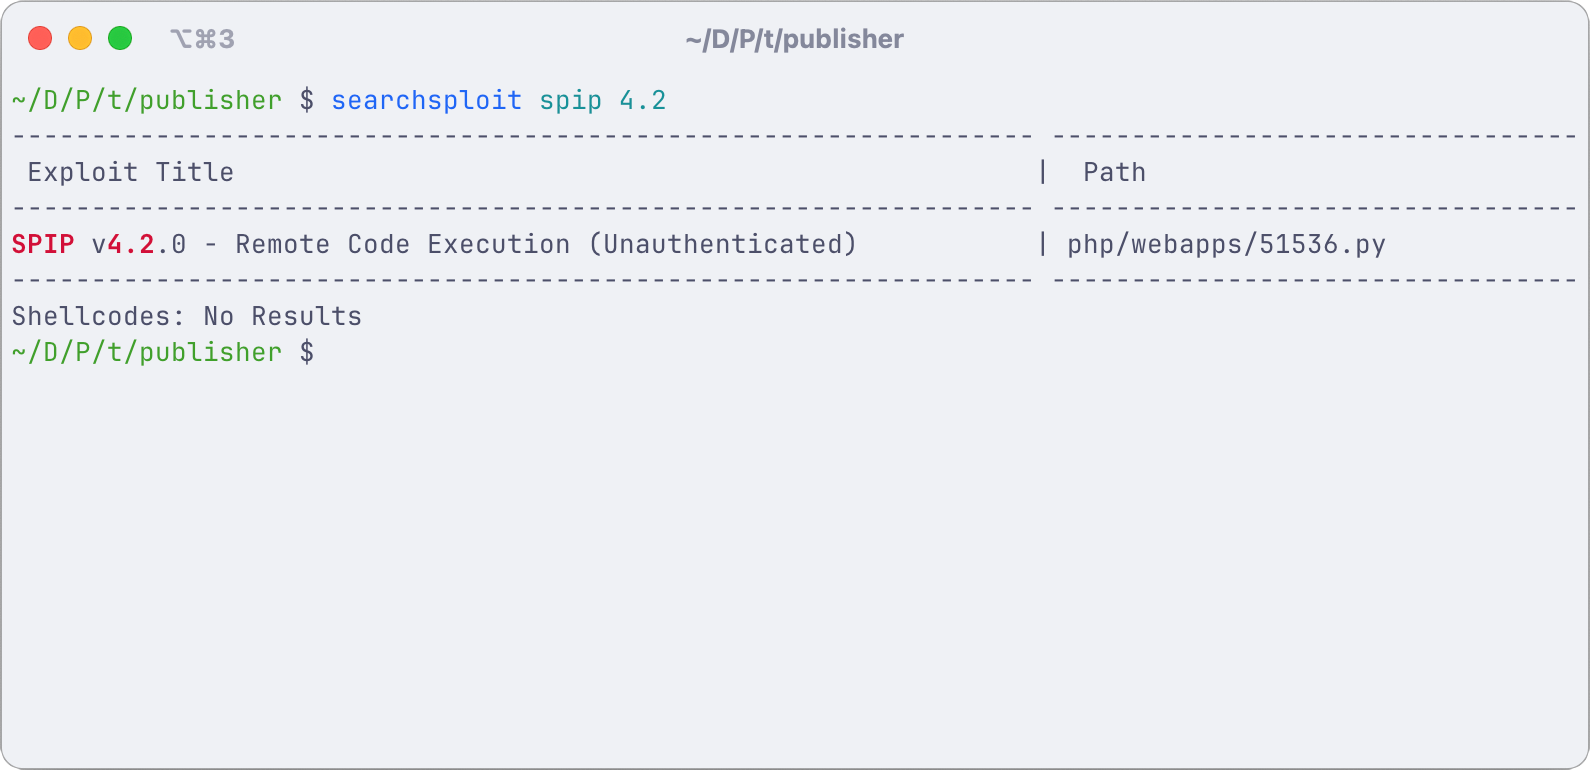 ⌥⌘3
~/D/P/t/publisher
~/D/P/t/publisher $ searchsploit spip 4.2
---------------------------------------------------------------- ---------------------------------
 Exploit Title                                                  |  Path
---------------------------------------------------------------- ---------------------------------
SPIP v4.2.0 - Remote Code Execution (Unauthenticated)           | php/webapps/51536.py
---------------------------------------------------------------- ---------------------------------
Shellcodes: No Results
~/D/P/t/publisher $